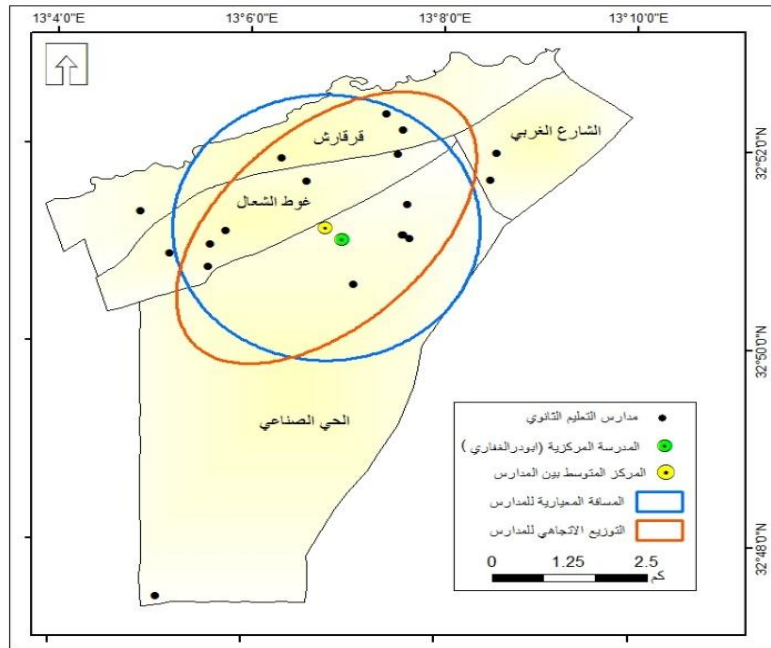 13°4'0"E 13°6'0"E 13°8'0"E 13°10'0"E
32°52'0"N
32°50'0"N
32°48'0"N
قرقارش
الشارع الغربي
غوط الشعال
الحي الصناعي
مدارس التعليم الثانوي
المدرسة المركزية (ابودرالغفاري )
المركز المتوسط بين المدارس
المسافة المعيارية للمدارس
التوزيع الاتجاهي للمدارس
0 1.25 2.5
كم